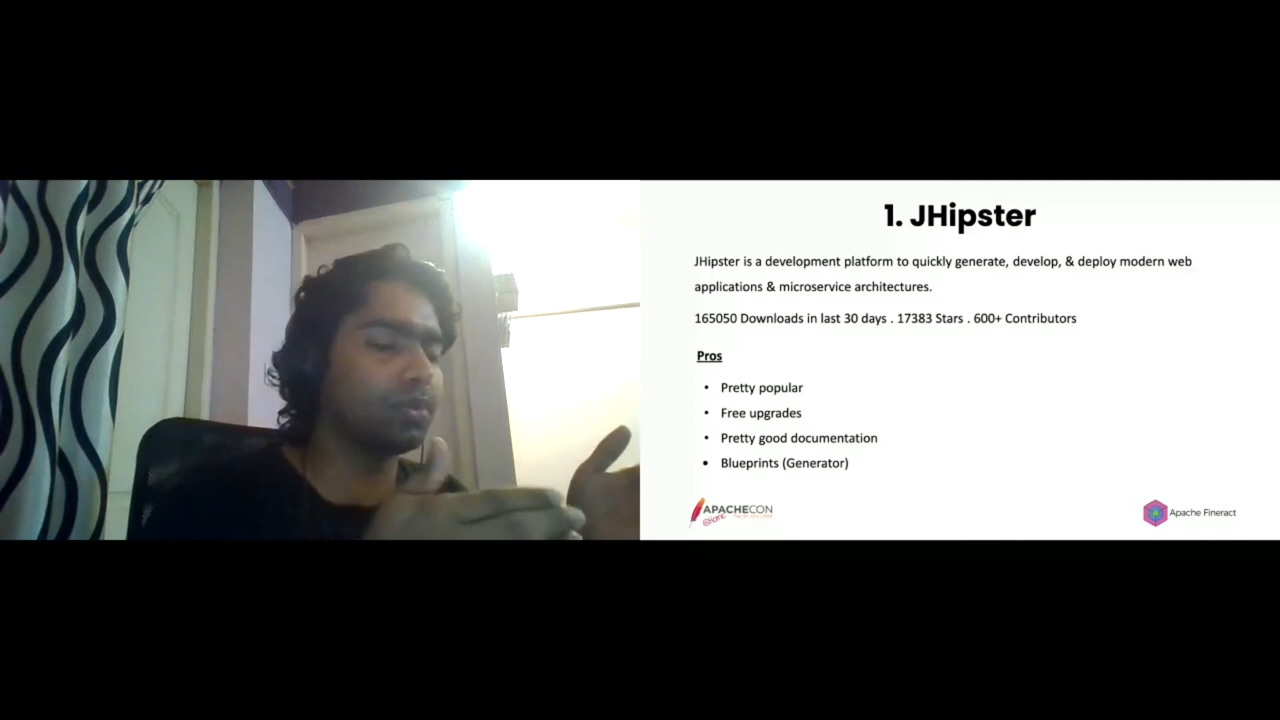 1. JHipster
JHipster is a development platform to quickly generate, develop, & deploy modern web
applications & microservice architectures.
165050 Downloads in last 30 days . 17383 Stars . 600+ Contributors
Pros
• Pretty popular
• Free upgrades
• Pretty good documentation
• Blueprints (Generator)
APACHECON
@Home
Apache Fineract